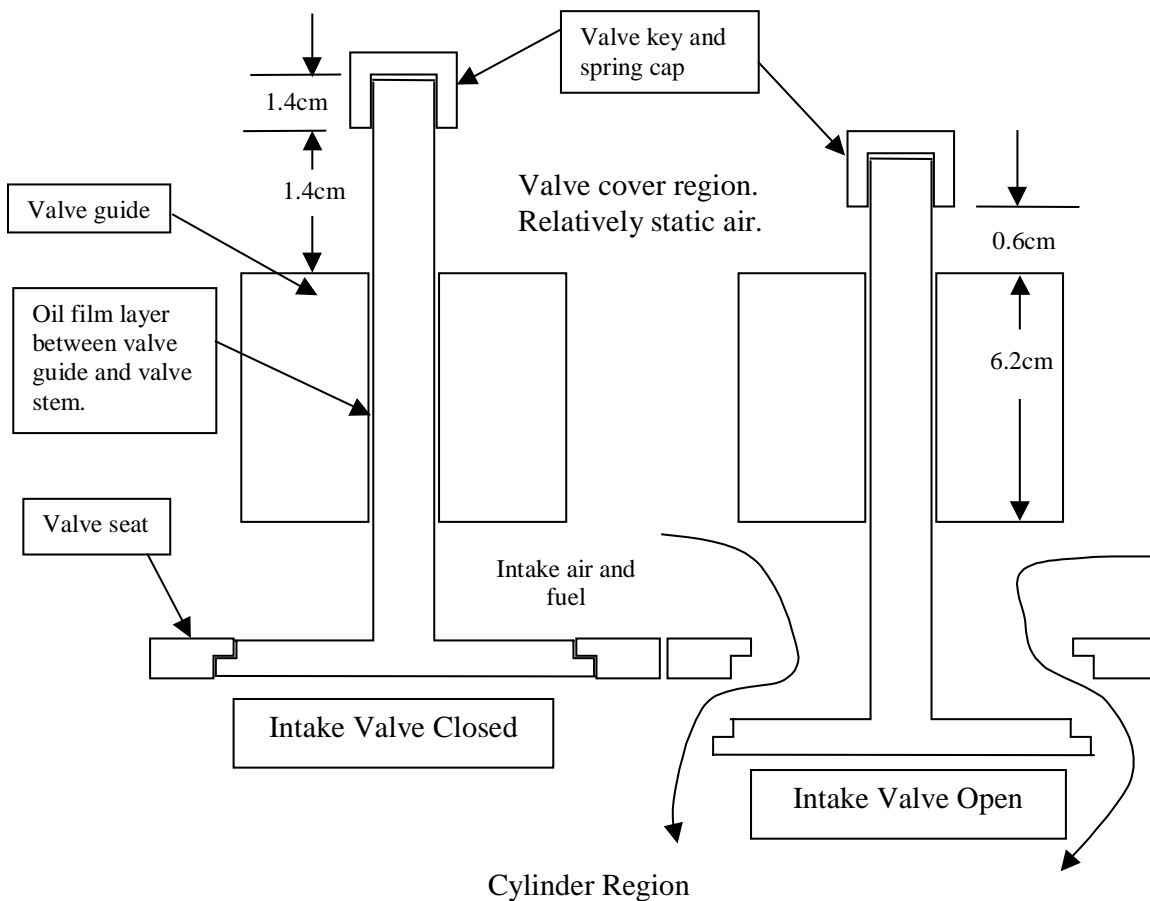 Valve key and
spring cap
1.4cm
1.4cm
Valve cover region.
Relatively static air.
Valve guide
0.6cm
Oil film layer
between valve
guide and valve
stem.
6.2cm
Valve seat
Intake air and
fuel
Intake Valve Closed
Intake Valve Open
Cylinder Region